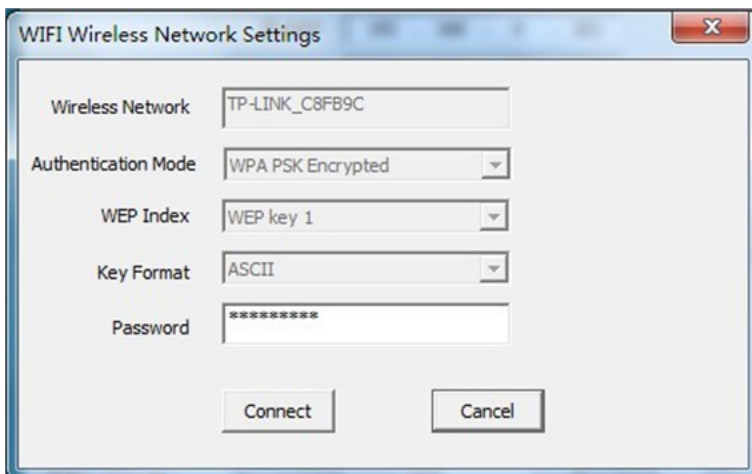 WIFI Wireless Network Settings
Wireless Network TP-LINK_C8FB9C
Authentication Mode WPA PSK Encrypted
WEP Index WEP key 1
Key Format ASCII
Password *********
Connect Cancel